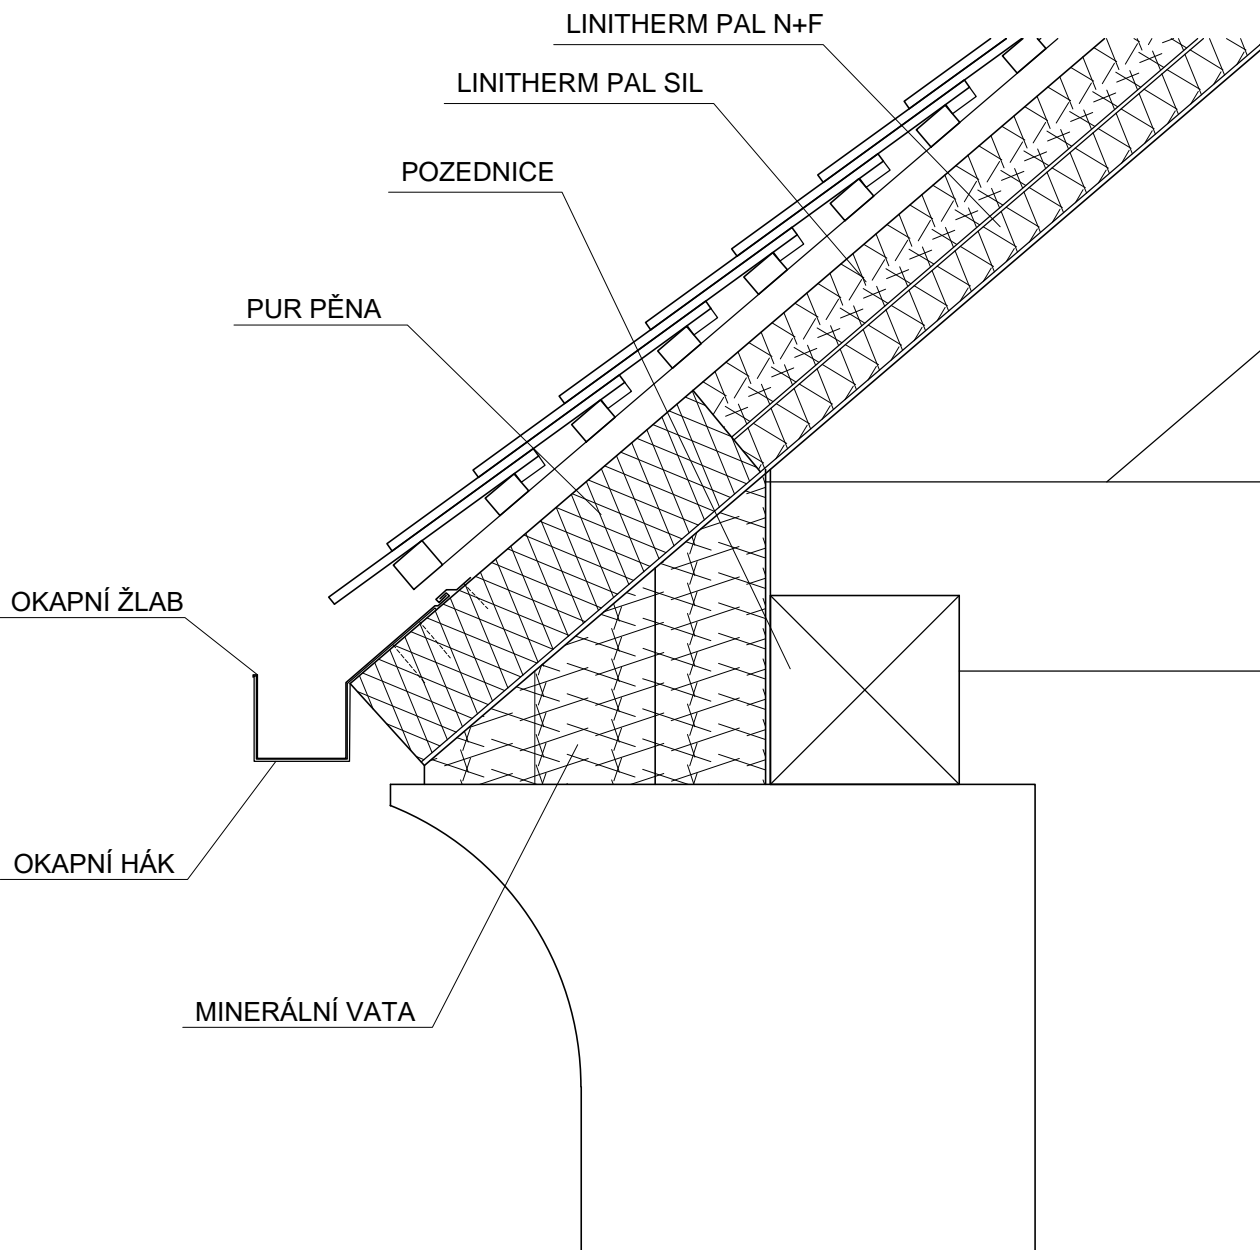 LINITHERM PAL N+F
LINITHERM PAL SIL
POZEDNICE
PUR PĚNA
OKAPNÍ ŽLAB
OKAPNÍ HÁK
MINERÁLNÍ VATA